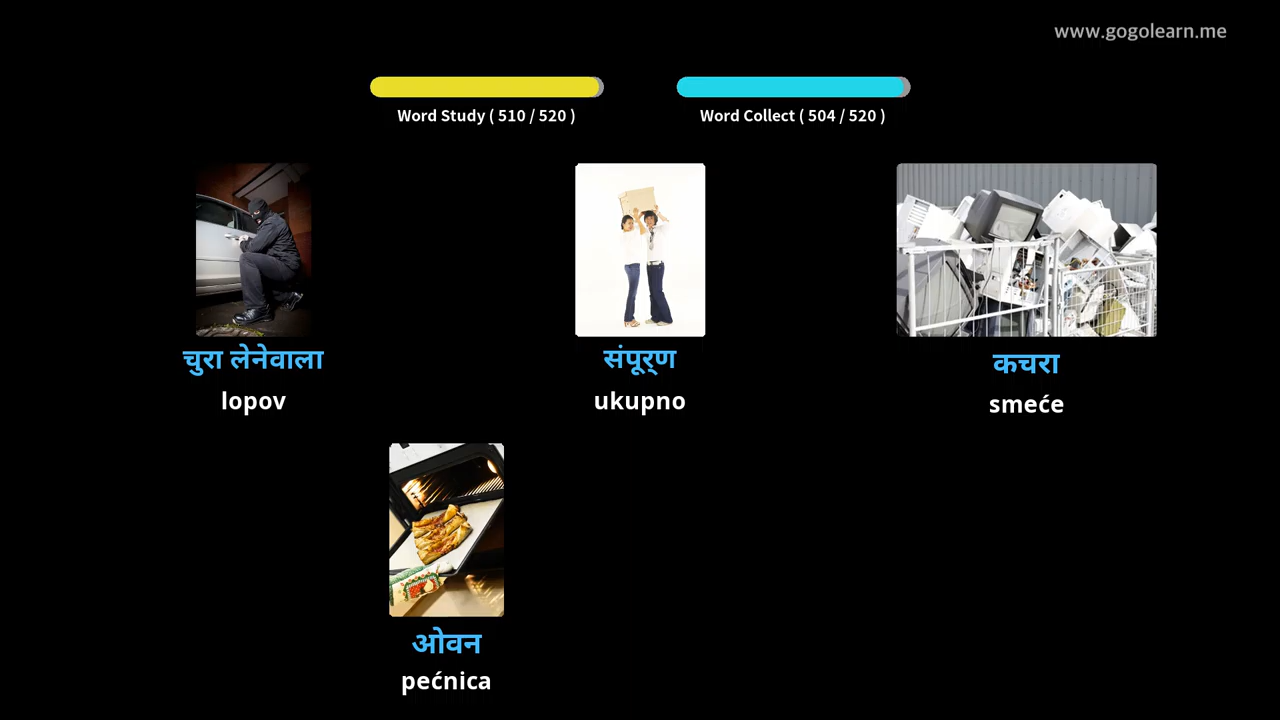 www.gogolearn.me
Word Study ( 510 / 520 )
Word Collect ( 504 / 520 )
चुरा लेनेवाला
lopov
संपूर्ण
ukupno
कचरा
smeće
ओवन
pećnica